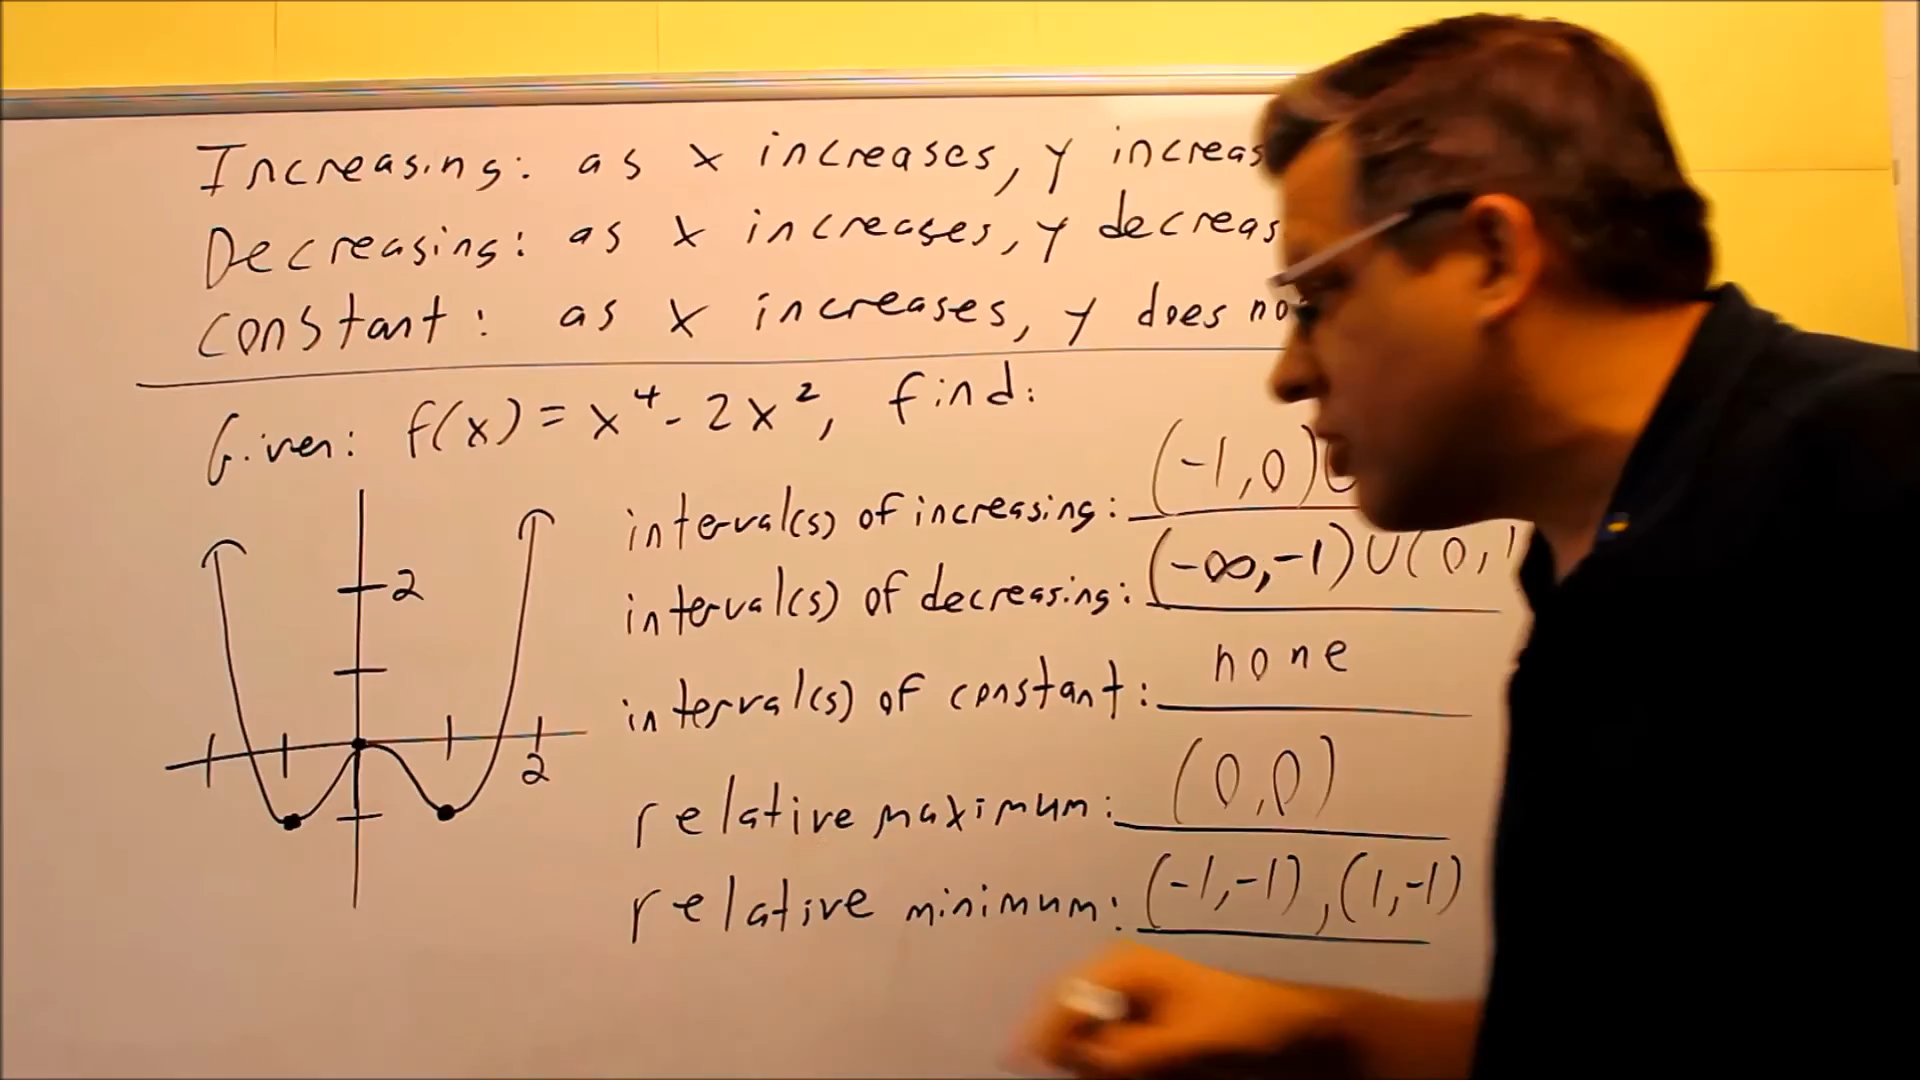 Increasing: as x increases, y increas
Decreasing: as x increases, y decreas
Constant: as x increases, y does no
Given: f(x) = x⁴ - 2x², find:
interval(s) of increasing: (-1,0)U
interval(s) of decreasing: (-∞,-1)U(0,1
interval(s) of constant: none
relative maximum: (0,0)
relative minimum: (-1,-1), (1,-1)
2
2